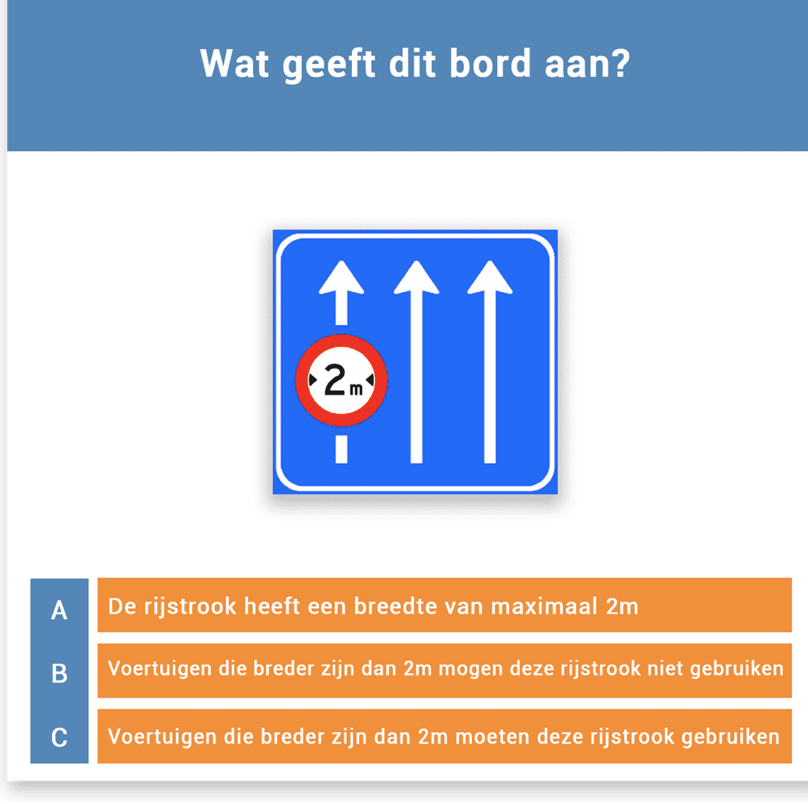 Wat geeft dit bord aan?
2m
A De rijstrook heeft een breedte van maximaal 2m
B Voertuigen die breder zijn dan 2m mogen deze rijstrook niet gebruiken
C Voertuigen die breder zijn dan 2m moeten deze rijstrook gebruiken